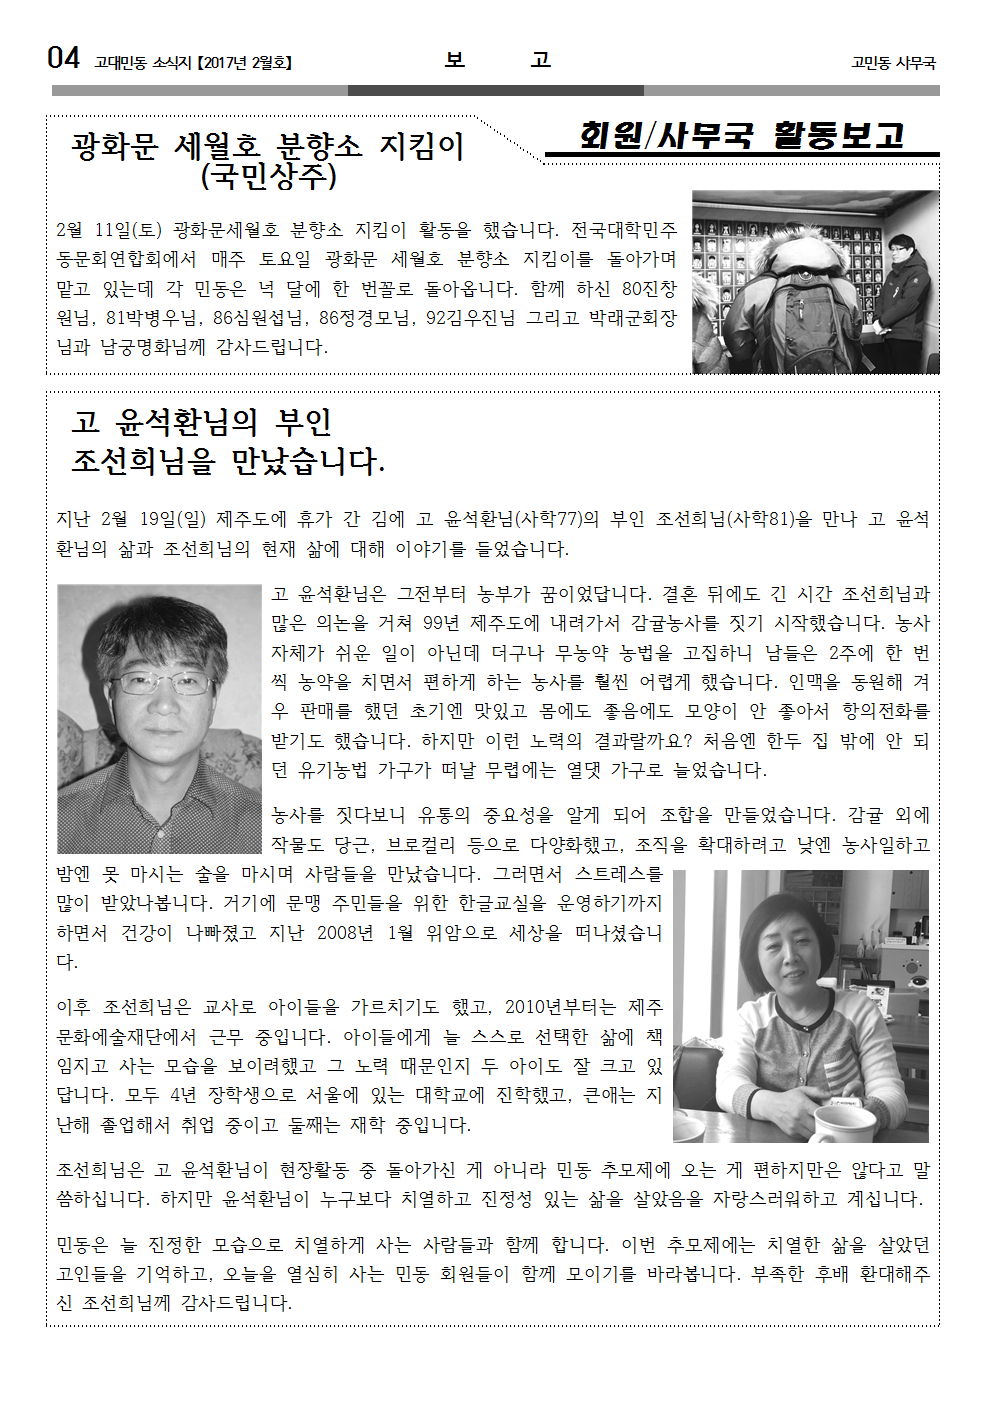 04 고대민동 소식지【2017년 2월호】 보 고 고민동 사무국
회원/사무국 활동보고
광화문 세월호 분향소 지킴이
(국민상주)
2월 11일(토) 광화문세월호 분향소 지킴이 활동을 했습니다. 전국대학민주
동문회연합회에서 매주 토요일 광화문 세월호 분향소 지킴이를 돌아가며
맡고 있는데 각 민동은 넉 달에 한 번꼴로 돌아옵니다. 함께 하신 80진창
원님, 81박병우님, 86심원섭님, 86정경모님, 92김우진님 그리고 박래군회장
님과 남궁명화님께 감사드립니다.
고 윤석환님의 부인
조선희님을 만났습니다.
지난 2월 19일(일) 제주도에 휴가 간 김에 고 윤석환님(사학77)의 부인 조선희님(사학81)을 만나 고 윤석
환님의 삶과 조선희님의 현재 삶에 대해 이야기를 들었습니다.
고 윤석환님은 그전부터 농부가 꿈이었답니다. 결혼 뒤에도 긴 시간 조선희님과
많은 의논을 거쳐 99년 제주도에 내려가서 감귤농사를 짓기 시작했습니다. 농사
자체가 쉬운 일이 아닌데 더구나 무농약 농법을 고집하니 남들은 2주에 한 번
씩 농약을 치면서 편하게 하는 농사를 훨씬 어렵게 했습니다. 인맥을 동원해 겨
우 판매를 했던 초기엔 맛있고 몸에도 좋음에도 모양이 안 좋아서 항의전화를
받기도 했습니다. 하지만 이런 노력의 결과랄까요? 처음엔 한두 집 밖에 안 되
던 유기농법 가구가 떠날 무렵에는 열댓 가구로 늘었습니다.
농사를 짓다보니 유통의 중요성을 알게 되어 조합을 만들었습니다. 감귤 외에
작물도 당근, 브로컬리 등으로 다양화했고, 조직을 확대하려고 낮엔 농사일하고
밤엔 못 마시는 술을 마시며 사람들을 만났습니다. 그러면서 스트레스를
많이 받았나봅니다. 거기에 문맹 주민들을 위한 한글교실을 운영하기까지
하면서 건강이 나빠졌고 지난 2008년 1월 위암으로 세상을 떠나셨습니
다.
이후 조선희님은 교사로 아이들을 가르치기도 했고, 2010년부터는 제주
문화예술재단에서 근무 중입니다. 아이들에게 늘 스스로 선택한 삶에 책
임지고 사는 모습을 보이려했고 그 노력 때문인지 두 아이도 잘 크고 있
답니다. 모두 4년 장학생으로 서울에 있는 대학교에 진학했고, 큰애는 지
난해 졸업해서 취업 중이고 둘째는 재학 중입니다.
조선희님은 고 윤석환님이 현장활동 중 돌아가신 게 아니라 민동 추모제에 오는 게 편하지만은 않다고 말
씀하십니다. 하지만 윤석환님이 누구보다 치열하고 진정성 있는 삶을 살았음을 자랑스러워하고 계십니다.
민동은 늘 진정한 모습으로 치열하게 사는 사람들과 함께 합니다. 이번 추모제에는 치열한 삶을 살았던
고인들을 기억하고, 오늘을 열심히 사는 민동 회원들이 함께 모이기를 바라봅니다. 부족한 후배 환대해주
신 조선희님께 감사드립니다.